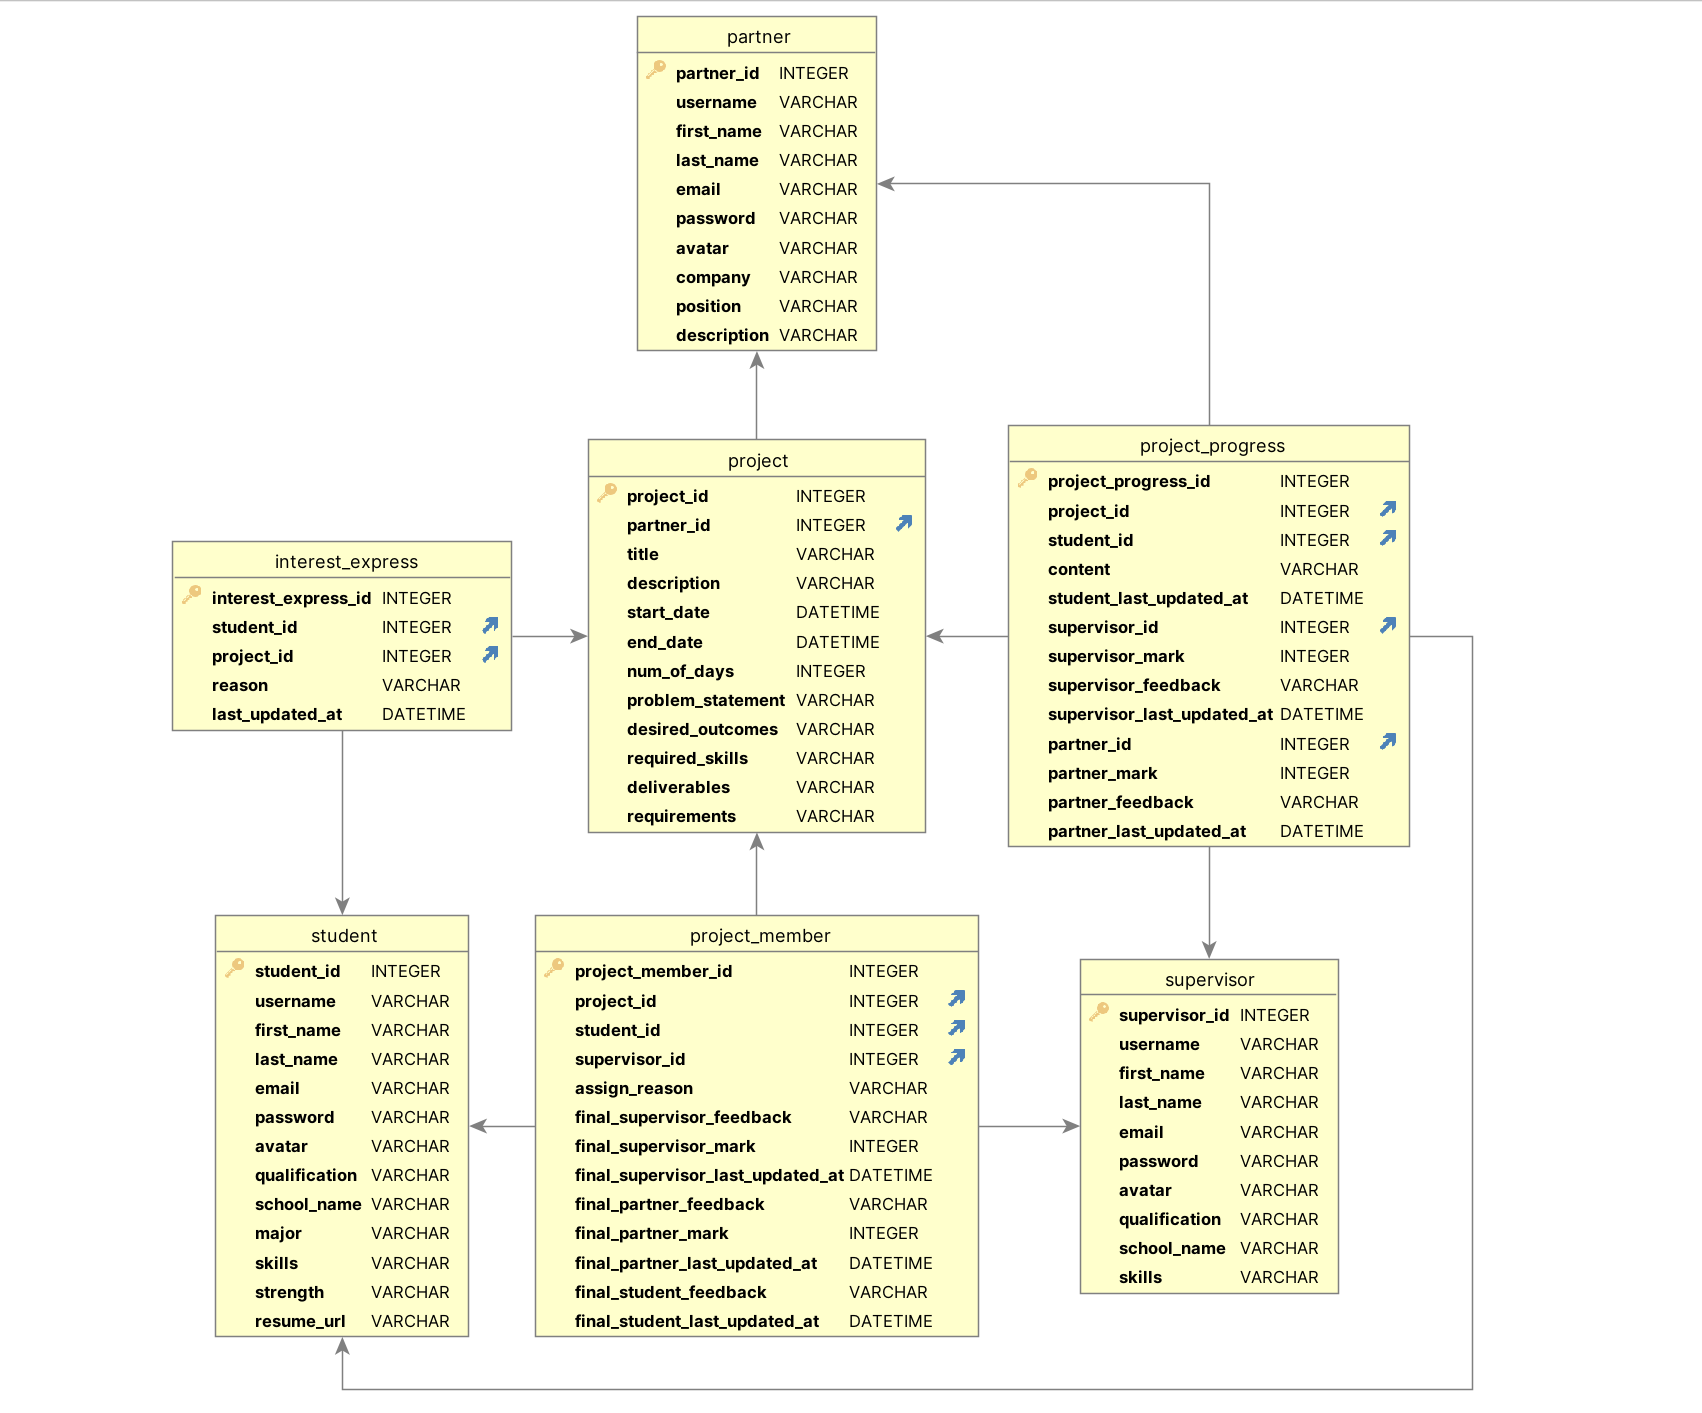 partner
partner_id INTEGER
username VARCHAR
first_name VARCHAR
last_name VARCHAR
email VARCHAR
password VARCHAR
avatar VARCHAR
company VARCHAR
position VARCHAR
description VARCHAR
project
project_id INTEGER
partner_id INTEGER
title VARCHAR
description VARCHAR
start_date DATETIME
end_date DATETIME
num_of_days INTEGER
problem_statement VARCHAR
desired_outcomes VARCHAR
required_skills VARCHAR
deliverables VARCHAR
requirements VARCHAR
project_progress
project_progress_id INTEGER
project_id INTEGER
student_id INTEGER
content VARCHAR
student_last_updated_at DATETIME
supervisor_id INTEGER
supervisor_mark INTEGER
supervisor_feedback VARCHAR
supervisor_last_updated_at DATETIME
partner_id INTEGER
partner_mark INTEGER
partner_feedback VARCHAR
partner_last_updated_at DATETIME
interest_express
interest_express_id INTEGER
student_id INTEGER
project_id INTEGER
reason VARCHAR
last_updated_at DATETIME
student
student_id INTEGER
username VARCHAR
first_name VARCHAR
last_name VARCHAR
email VARCHAR
password VARCHAR
avatar VARCHAR
qualification VARCHAR
school_name VARCHAR
major VARCHAR
skills VARCHAR
strength VARCHAR
resume_url VARCHAR
project_member
project_member_id INTEGER
project_id INTEGER
student_id INTEGER
supervisor_id INTEGER
assign_reason VARCHAR
final_supervisor_feedback VARCHAR
final_supervisor_mark INTEGER
final_supervisor_last_updated_at DATETIME
final_partner_feedback VARCHAR
final_partner_mark INTEGER
final_partner_last_updated_at DATETIME
final_student_feedback VARCHAR
final_student_last_updated_at DATETIME
supervisor
supervisor_id INTEGER
username VARCHAR
first_name VARCHAR
last_name VARCHAR
email VARCHAR
password VARCHAR
avatar VARCHAR
qualification VARCHAR
school_name VARCHAR
skills VARCHAR